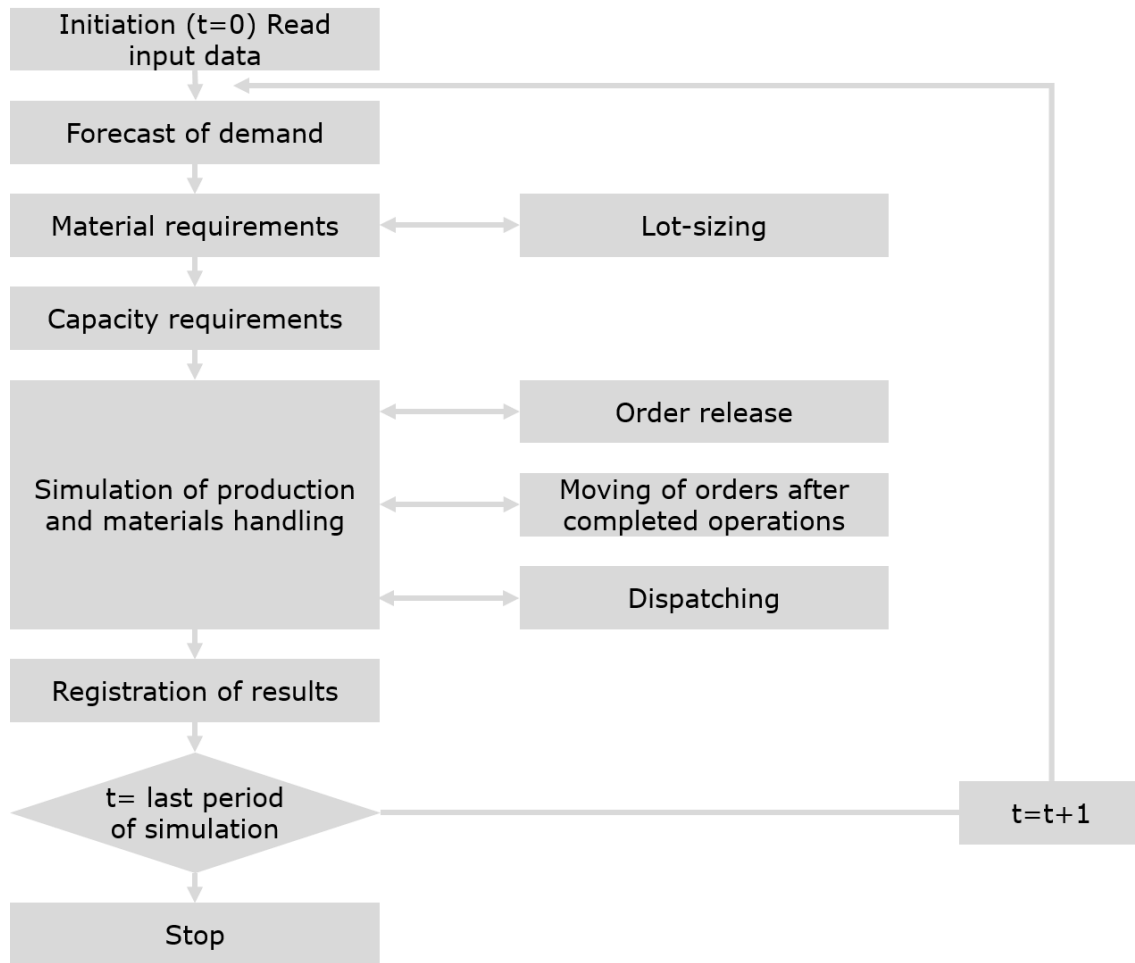 Initiation (t=0) Read
input data
Forecast of demand
Material requirements
Lot-sizing
Capacity requirements
Order release
Simulation of production
and materials handling
Moving of orders after
completed operations
Dispatching
Registration of results
t= last period
of simulation
t=t+1
Stop